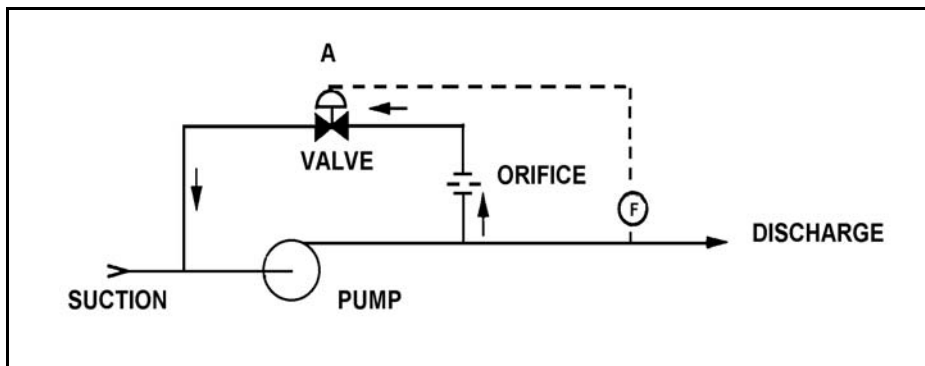 A
VALVE
ORIFICE
F
DISCHARGE
SUCTION
PUMP